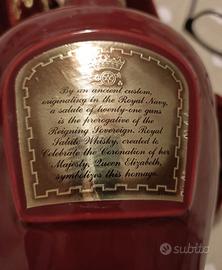 By an ancient custom,
originating in the Royal Navy,
a salute of twenty-one guns
is the prerogative of the
Reigning Sovereign. Royal
Salute Whisky, created to
Celebrate the Coronation of her
Majesty, Queen Elizabeth,
symbolizes this homage.
subito